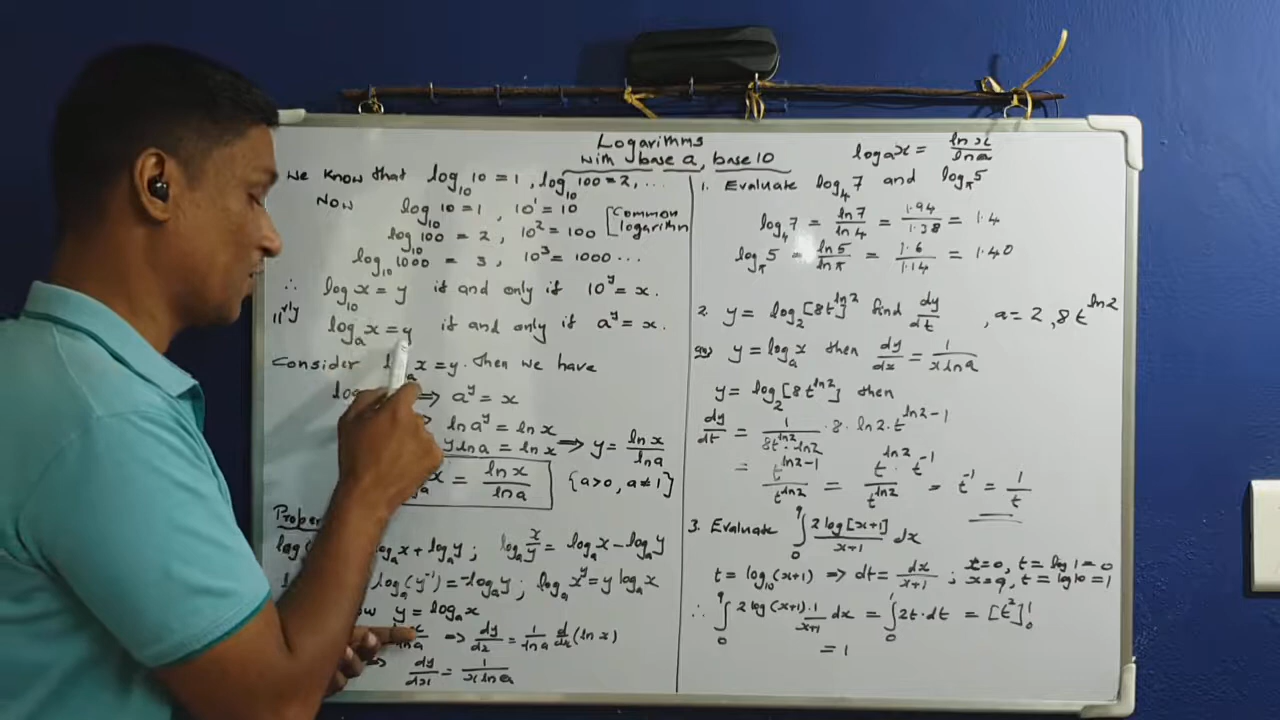 Logarithms
with base a, base 10
log_a x = ln x / ln a
We know that log_10 10 = 1, log_10 100 = 2, ...
Now log_10 10 = 1, 10^1 = 10
log_10 100 = 2, 10^2 = 100 [Common logarithm
log_10 1000 = 3, 10^3 = 1000 ...
∴ log_10 x = y if and only if 10^y = x.
||rly log_a x = y if and only if a^y = x.
Consider x = y. Then we have
⇒ a^y = x
ln a^y = ln x
y ln a = ln x ⇒ y = ln x / ln a
x = ln x / ln a {a>0, a≠1}
log_a x + log_a y ; log_a x/y = log_a x - log_a y
log_a (y^-1) = -log_a y ; log_a x^y = y log_a x
y = log_a x
ln a ⇒ dy/dx = 1/ln a d/dx (ln x)
⇒ dy/dx = 1 / x ln a
1. Evaluate log_4 7 and log_π 5
log_4 7 = ln 7 / ln 4 = 1.94 / 1.38 = 1.4
log_π 5 = ln 5 / ln π = 1.6 / 1.14 = 1.40
2. y = log_2 [8t^ln2] find dy/dt, a = 2, 8t^ln2
y = log_a x then dy/dx = 1 / x ln a
y = log_2 [8t^ln2] then
dy/dt = 1 / 8t^ln2 · ln2 · 8 · ln2 · t^ln2-1
= t^ln2-1 / t^ln2 = t^ln2 · t^-1 / t^ln2 = t^-1 = 1/t
3. Evaluate ∫_0^9 2 log [x+1] / x+1 dx
t = log_10 (x+1) ⇒ dt = dx / x+1 ; x=0, t = log 1 = 0
x=9, t = log 10 = 1
∴ ∫_0^9 2 log (x+1) · 1 / x+1 dx = ∫_0^1 2t · dt = [t^2]_0^1
= 1